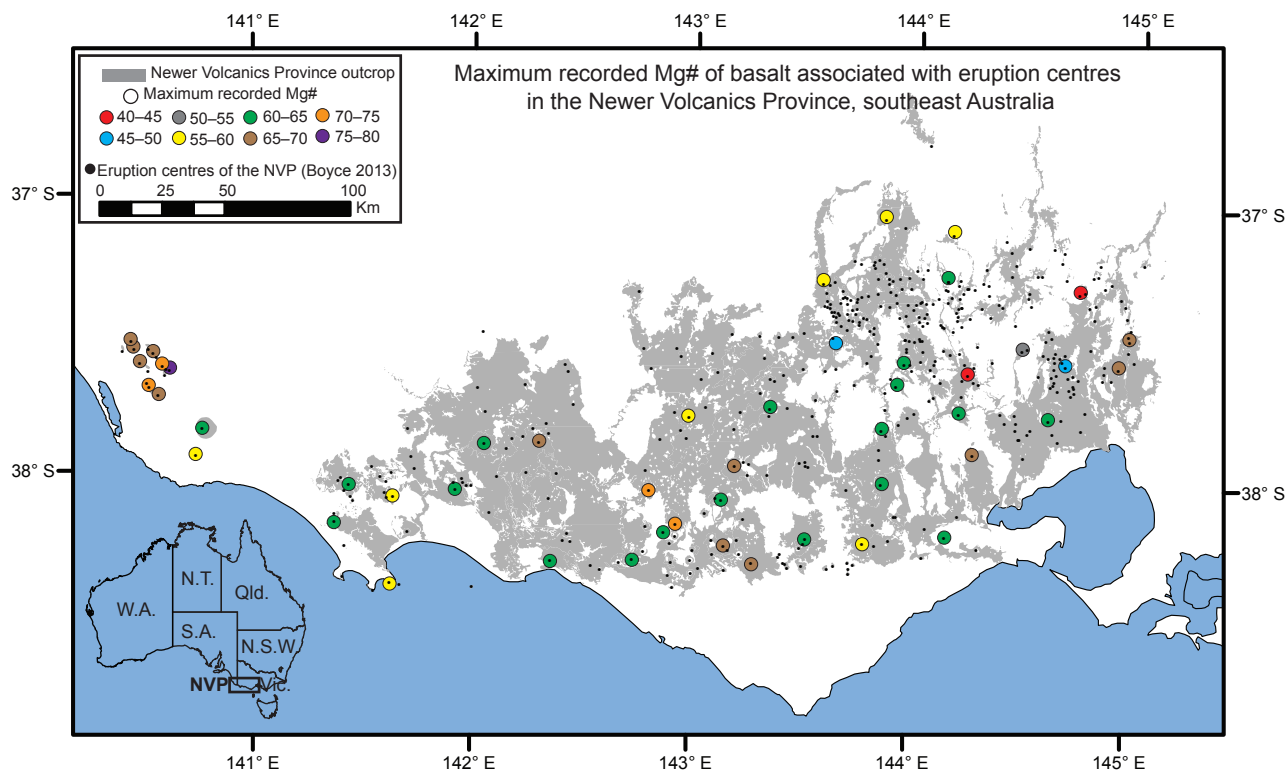 141° E 142° E 143° E 144° E 145° E
Newer Volcanics Province outcrop
Maximum recorded Mg#
40–45 50–55 60–65 70–75
45–50 55–60 65–70 75–80
Eruption centres of the NVP (Boyce 2013)
0 25 50 100
Km
Maximum recorded Mg# of basalt associated with eruption centres
in the Newer Volcanics Province, southeast Australia
37° S 37° S
38° S 38° S
N.T.
Qld.
W.A.
S.A.
N.S.W.
NVP Vic.
141° E 142° E 143° E 144° E 145° E